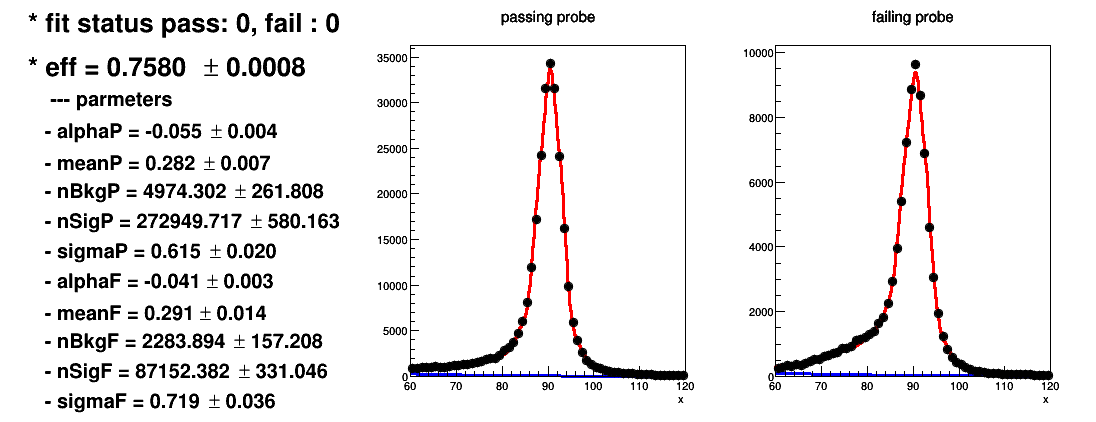 * fit status pass: 0, fail : 0
* eff = 0.7580 ± 0.0008
--- parmeters
- alphaP = -0.055 ± 0.004
- meanP = 0.282 ± 0.007
- nBkgP = 4974.302 ± 261.808
- nSigP = 272949.717 ± 580.163
- sigmaP = 0.615 ± 0.020
- alphaF = -0.041 ± 0.003
- meanF = 0.291 ± 0.014
- nBkgF = 2283.894 ± 157.208
- nSigF = 87152.382 ± 331.046
- sigmaF = 0.719 ± 0.036
passing probe
35000
30000
25000
20000
15000
10000
5000
0
60 70 80 90 100 110 120
x
failing probe
10000
8000
6000
4000
2000
0
60 70 80 90 100 110 120
x